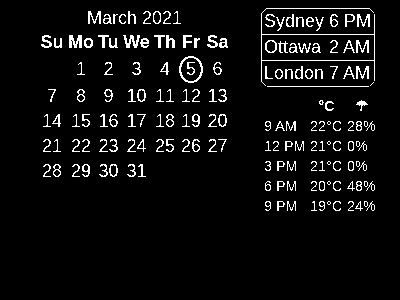 March 2021
Su Mo Tu We Th Fr Sa
1 2 3 4 5 6
7 8 9 10 11 12 13
14 15 16 17 18 19 20
21 22 23 24 25 26 27
28 29 30 31
Sydney 6 PM
Ottawa 2 AM
London 7 AM
°C ☂
9 AM 22°C 28%
12 PM 21°C 0%
3 PM 21°C 0%
6 PM 20°C 48%
9 PM 19°C 24%